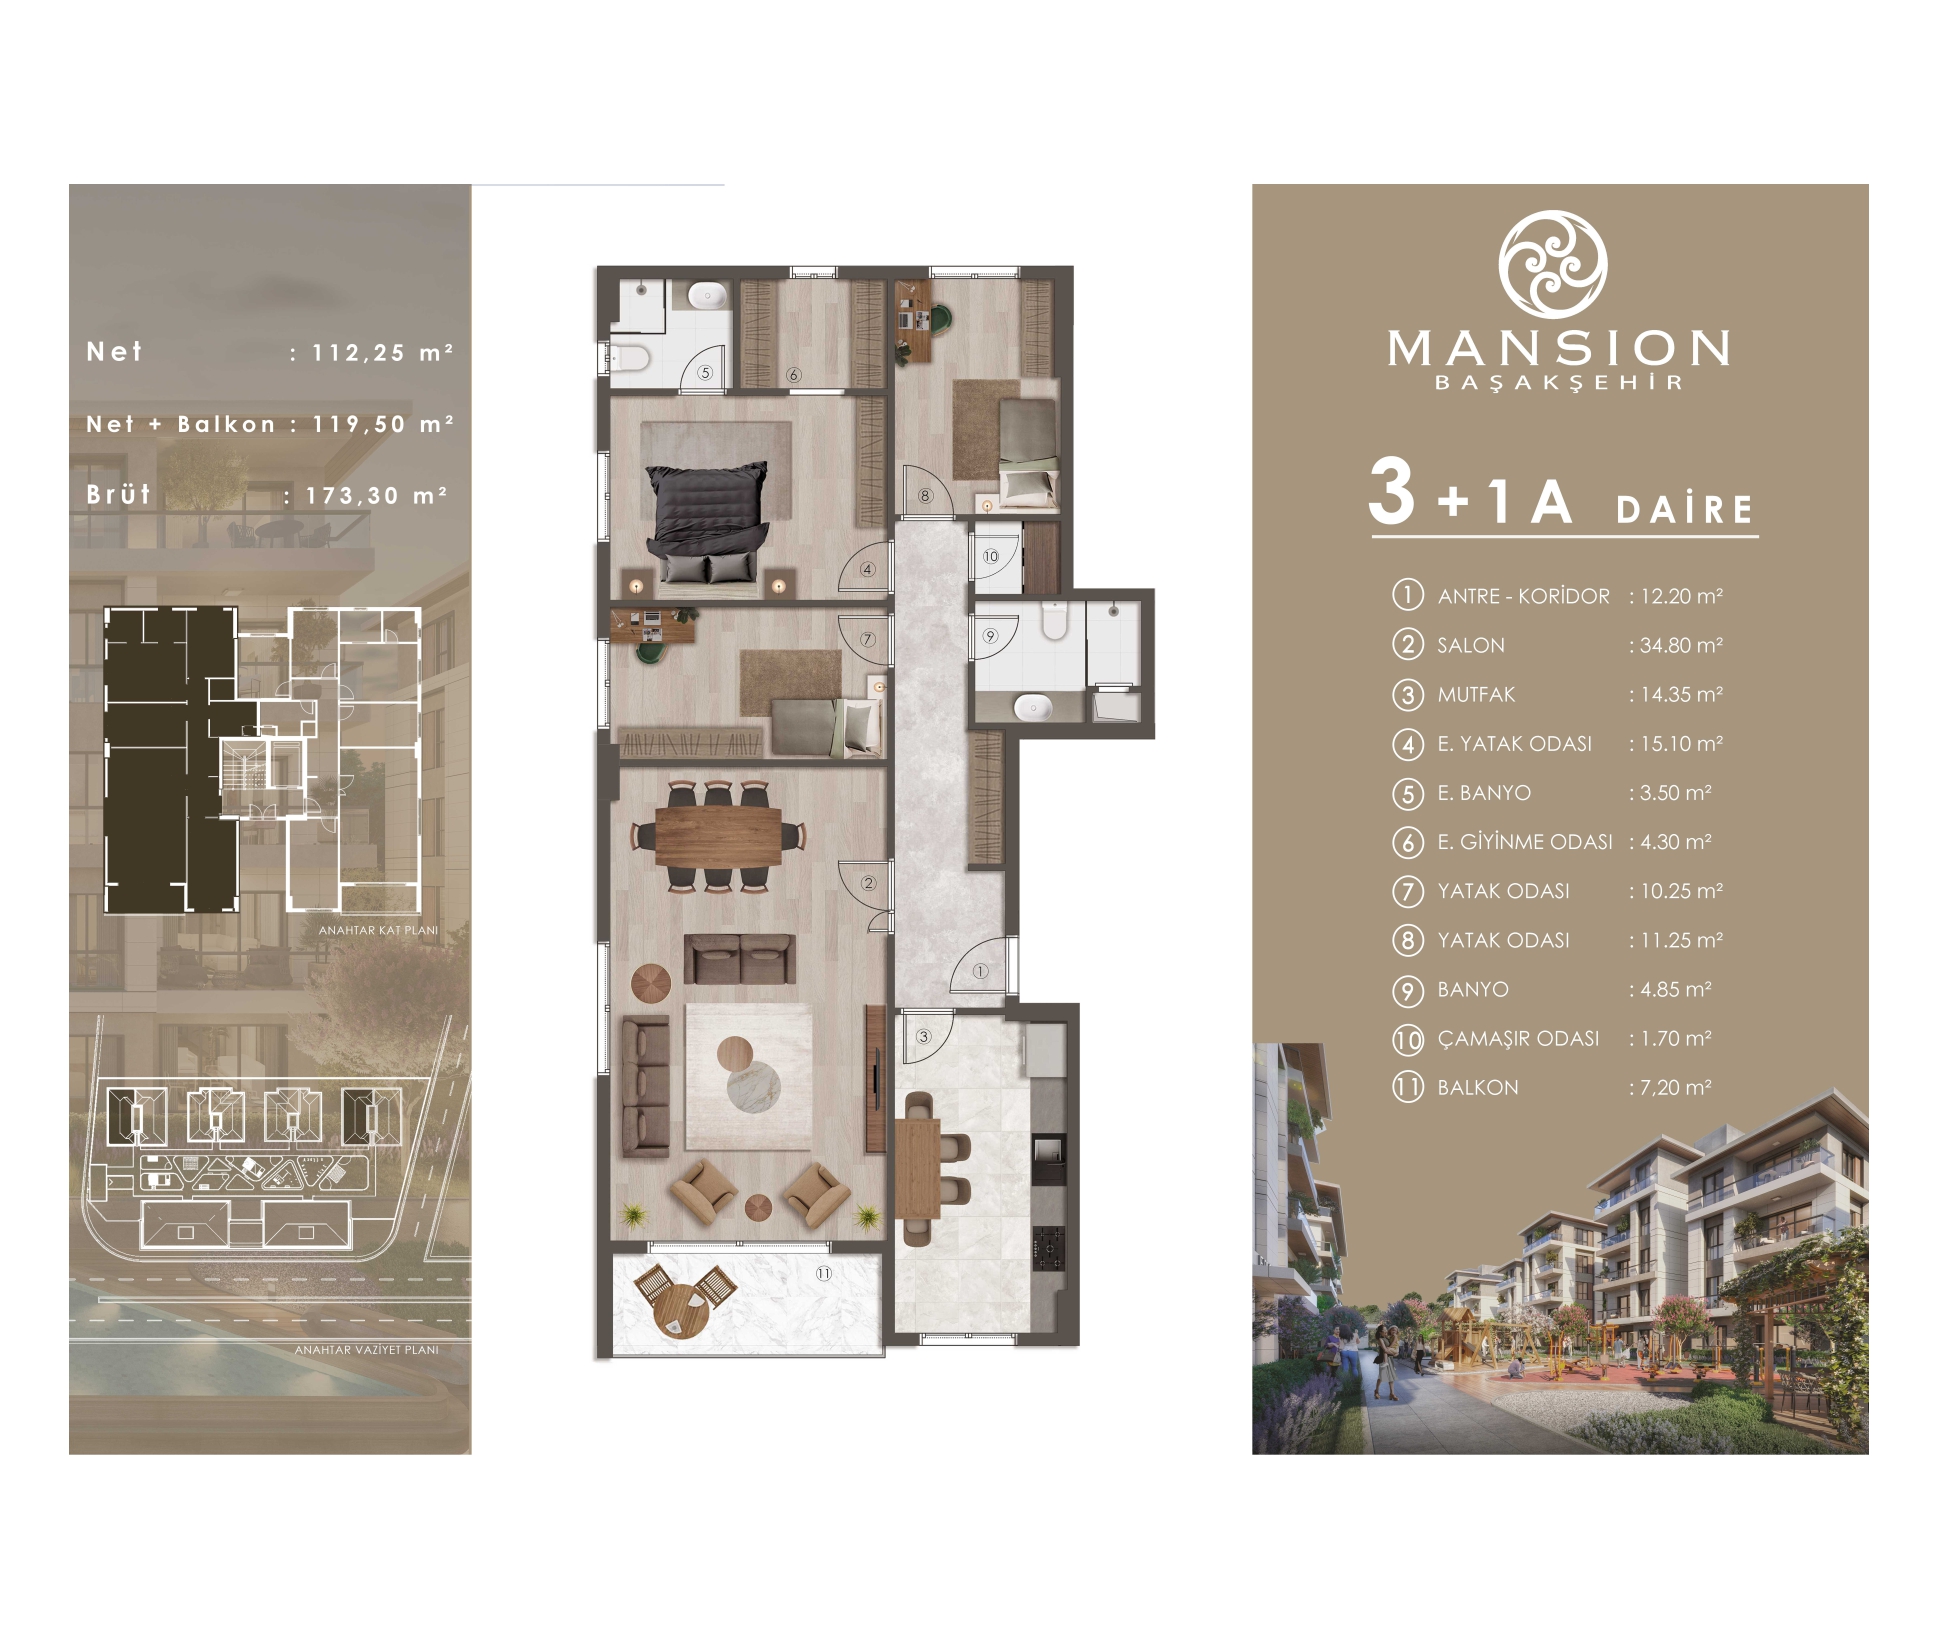 Net : 112,25 m²
Net + Balkon : 119,50 m²
Brüt : 173,30 m²
ANAHTAR KAT PLANI
ANAHTAR VAZİYET PLANI
5
6
8
4
10
7
9
2
1
3
11
MANSION
BAŞAKŞEHİR
3+1A DAİRE
1 ANTRE - KORİDOR : 12.20 m²
2 SALON : 34.80 m²
3 MUTFAK : 14.35 m²
4 E. YATAK ODASI : 15.10 m²
5 E. BANYO : 3.50 m²
6 E. GİYİNME ODASI : 4.30 m²
7 YATAK ODASI : 10.25 m²
8 YATAK ODASI : 11.25 m²
9 BANYO : 4.85 m²
10 ÇAMAŞIR ODASI : 1.70 m²
11 BALKON : 7,20 m²